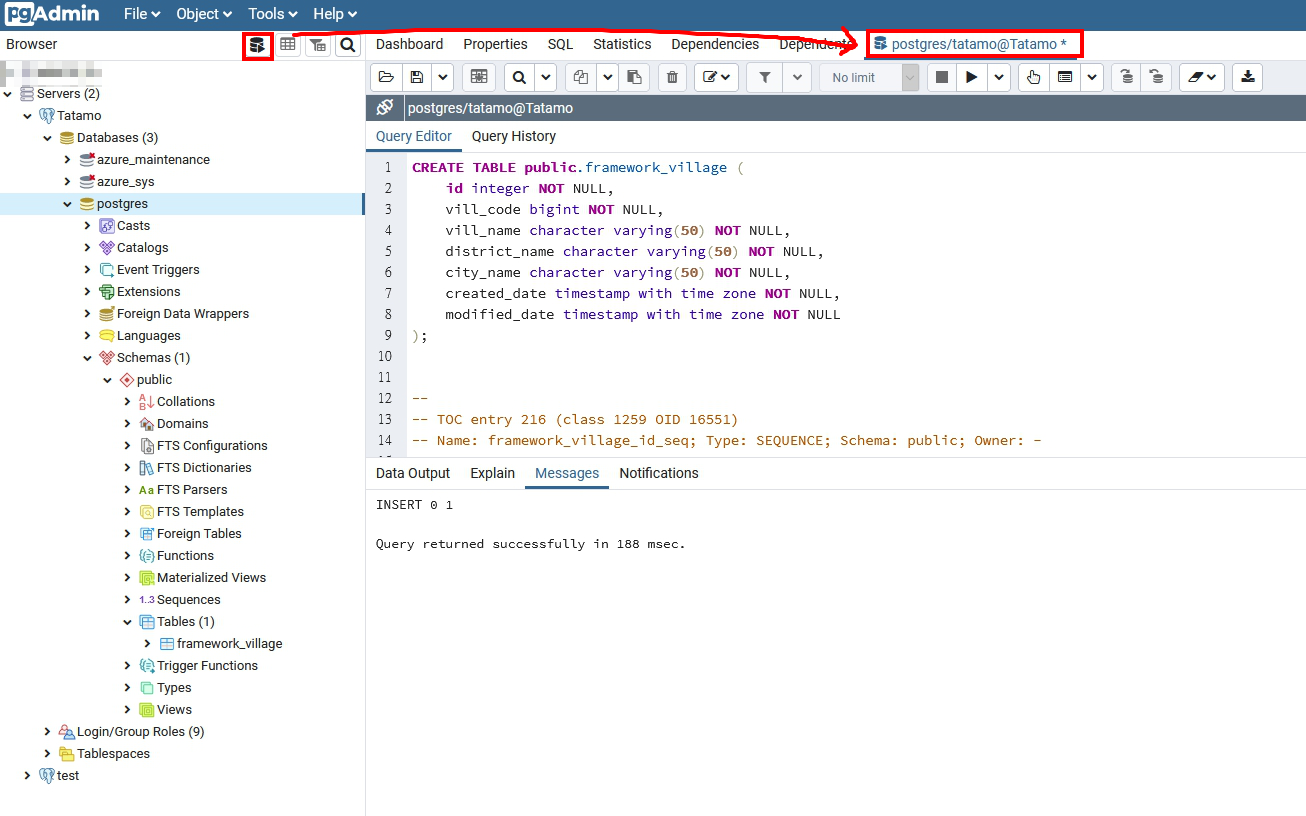 pgAdmin File Object Tools Help
Browser
Dashboard Properties SQL Statistics Dependencies Dependents postgres/tatamo@Tatamo *
No limit
postgres/tatamo@Tatamo
Query Editor Query History
Servers (2)
Tatamo
Databases (3)
azure_maintenance
azure_sys
postgres
Casts
Catalogs
Event Triggers
Extensions
Foreign Data Wrappers
Languages
Schemas (1)
public
Collations
Domains
FTS Configurations
FTS Dictionaries
Aa FTS Parsers
FTS Templates
Foreign Tables
Functions
Materialized Views
1..3 Sequences
Tables (1)
framework_village
Trigger Functions
Types
Views
Login/Group Roles (9)
Tablespaces
test
1 CREATE TABLE public.framework_village (
2 id integer NOT NULL,
3 vill_code bigint NOT NULL,
4 vill_name character varying(50) NOT NULL,
5 district_name character varying(50) NOT NULL,
6 city_name character varying(50) NOT NULL,
7 created_date timestamp with time zone NOT NULL,
8 modified_date timestamp with time zone NOT NULL
9 );
10
11
12 --
13 -- TOC entry 216 (class 1259 OID 16551)
14 -- Name: framework_village_id_seq; Type: SEQUENCE; Schema: public; Owner: -
Data Output Explain Messages Notifications
INSERT 0 1
Query returned successfully in 188 msec.